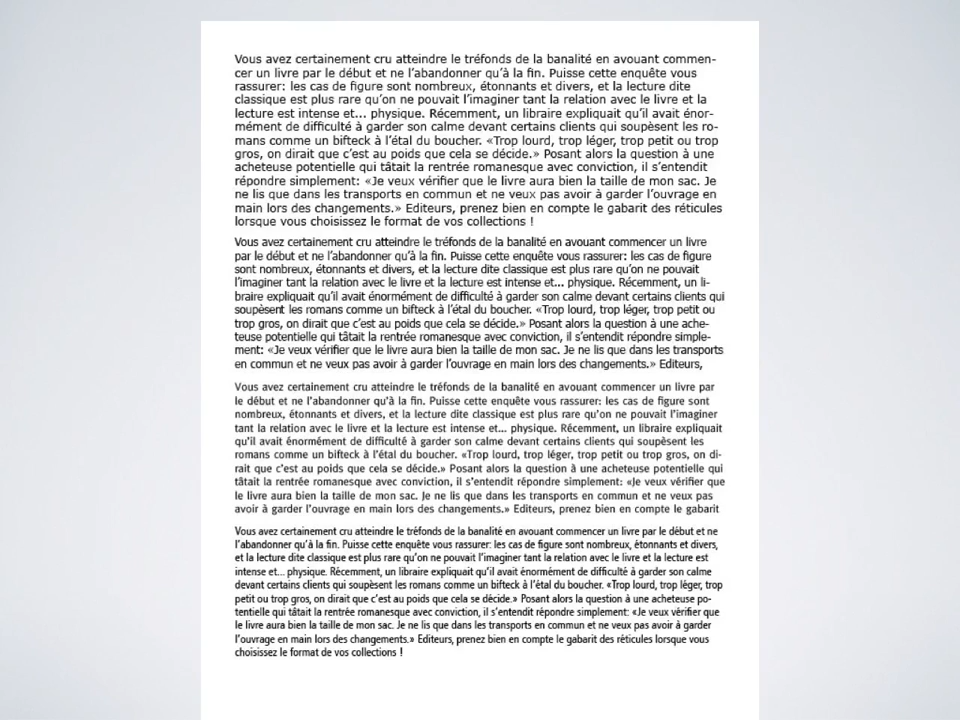 Vous avez certainement cru atteindre le tréfonds de la banalité en avouant commen-
cer un livre par le début et ne l'abandonner qu'à la fin. Puisse cette enquête vous
rassurer: les cas de figure sont nombreux, étonnants et divers, et la lecture dite
classique est plus rare qu'on ne pouvait l'imaginer tant la relation avec le livre et la
lecture est intense et... physique. Récemment, un libraire expliquait qu'il avait énor-
mément de difficulté à garder son calme devant certains clients qui soupèsent les ro-
mans comme un bifteck à l'étal du boucher. «Trop lourd, trop léger, trop petit ou trop
gros, on dirait que c'est au poids que cela se décide.» Posant alors la question à une
acheteuse potentielle qui tâtait la rentrée romanesque avec conviction, il s'entendit
répondre simplement: «Je veux vérifier que le livre aura bien la taille de mon sac. Je
ne lis que dans les transports en commun et ne veux pas avoir à garder l'ouvrage en
main lors des changements.» Editeurs, prenez bien en compte le gabarit des réticules
lorsque vous choisissez le format de vos collections !
Vous avez certainement cru atteindre le tréfonds de la banalité en avouant commencer un livre
par le début et ne l'abandonner qu'à la fin. Puisse cette enquête vous rassurer: les cas de figure
sont nombreux, étonnants et divers, et la lecture dite classique est plus rare qu'on ne pouvait
l'imaginer tant la relation avec le livre et la lecture est intense et... physique. Récemment, un li-
braire expliquait qu'il avait énormément de difficulté à garder son calme devant certains clients qui
soupèsent les romans comme un bifteck à l'étal du boucher. «Trop lourd, trop léger, trop petit ou
trop gros, on dirait que c'est au poids que cela se décide.» Posant alors la question à une ache-
teuse potentielle qui tâtait la rentrée romanesque avec conviction, il s'entendit répondre simple-
ment: «Je veux vérifier que le livre aura bien la taille de mon sac. Je ne lis que dans les transports
en commun et ne veux pas avoir à garder l'ouvrage en main lors des changements.» Editeurs,
Vous avez certainement cru atteindre le tréfonds de la banalité en avouant commencer un livre par
le début et ne l'abandonner qu'à la fin. Puisse cette enquête vous rassurer: les cas de figure sont
nombreux, étonnants et divers, et la lecture dite classique est plus rare qu'on ne pouvait l'imaginer
tant la relation avec le livre et la lecture est intense et... physique. Récemment, un libraire expliquait
qu'il avait énormément de difficulté à garder son calme devant certains clients qui soupèsent les
romans comme un bifteck à l'étal du boucher. «Trop lourd, trop léger, trop petit ou trop gros, on di-
rait que c'est au poids que cela se décide.» Posant alors la question à une acheteuse potentielle qui
tâtait la rentrée romanesque avec conviction, il s'entendit répondre simplement: «Je veux vérifier que
le livre aura bien la taille de mon sac. Je ne lis que dans les transports en commun et ne veux pas
avoir à garder l'ouvrage en main lors des changements.» Editeurs, prenez bien en compte le gabarit
Vous avez certainement cru atteindre le tréfonds de la banalité en avouant commencer un livre par le début et ne
l'abandonner qu'à la fin. Puisse cette enquête vous rassurer: les cas de figure sont nombreux, étonnants et divers,
et la lecture dite classique est plus rare qu'on ne pouvait l'imaginer tant la relation avec le livre et la lecture est
intense et... physique. Récemment, un libraire expliquait qu'il avait énormément de difficulté à garder son calme
devant certains clients qui soupèsent les romans comme un bifteck à l'étal du boucher. «Trop lourd, trop léger, trop
petit ou trop gros, on dirait que c'est au poids que cela se décide.» Posant alors la question à une acheteuse po-
tentielle qui tâtait la rentrée romanesque avec conviction, il s'entendit répondre simplement: «Je veux vérifier que
le livre aura bien la taille de mon sac. Je ne lis que dans les transports en commun et ne veux pas avoir à garder
l'ouvrage en main lors des changements.» Editeurs, prenez bien en compte le gabarit des réticules lorsque vous
choisissez le format de vos collections !